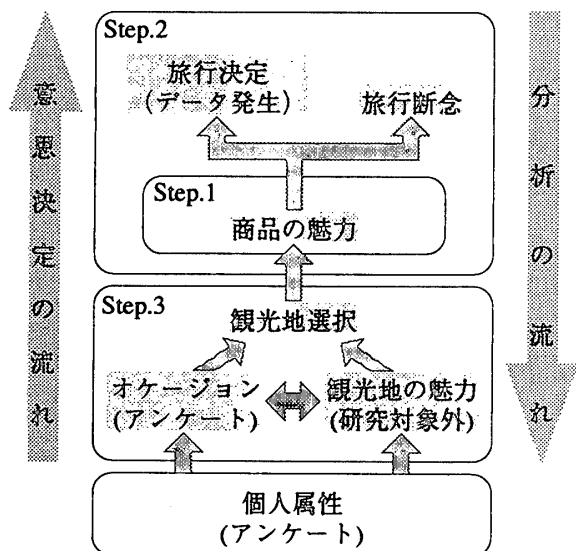 Step.2
旅行決定
(データ発生)
旅行断念
Step.1
商品の魅力
Step.3
観光地選択
オケージョン
(アンケート)
観光地の魅力
(研究対象外)
個人属性
(アンケート)
意思決定の流れ
分析の流れ